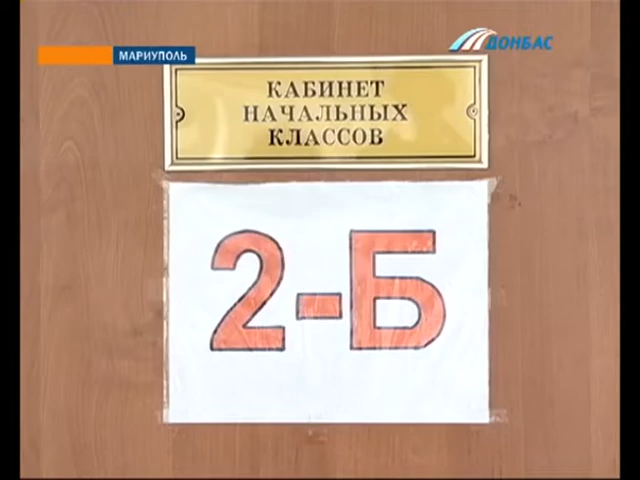 МАРИУПОЛЬ
ДОНБАС
КАБИНЕТ
НАЧАЛЬНЫХ
КЛАССОВ
2-Б